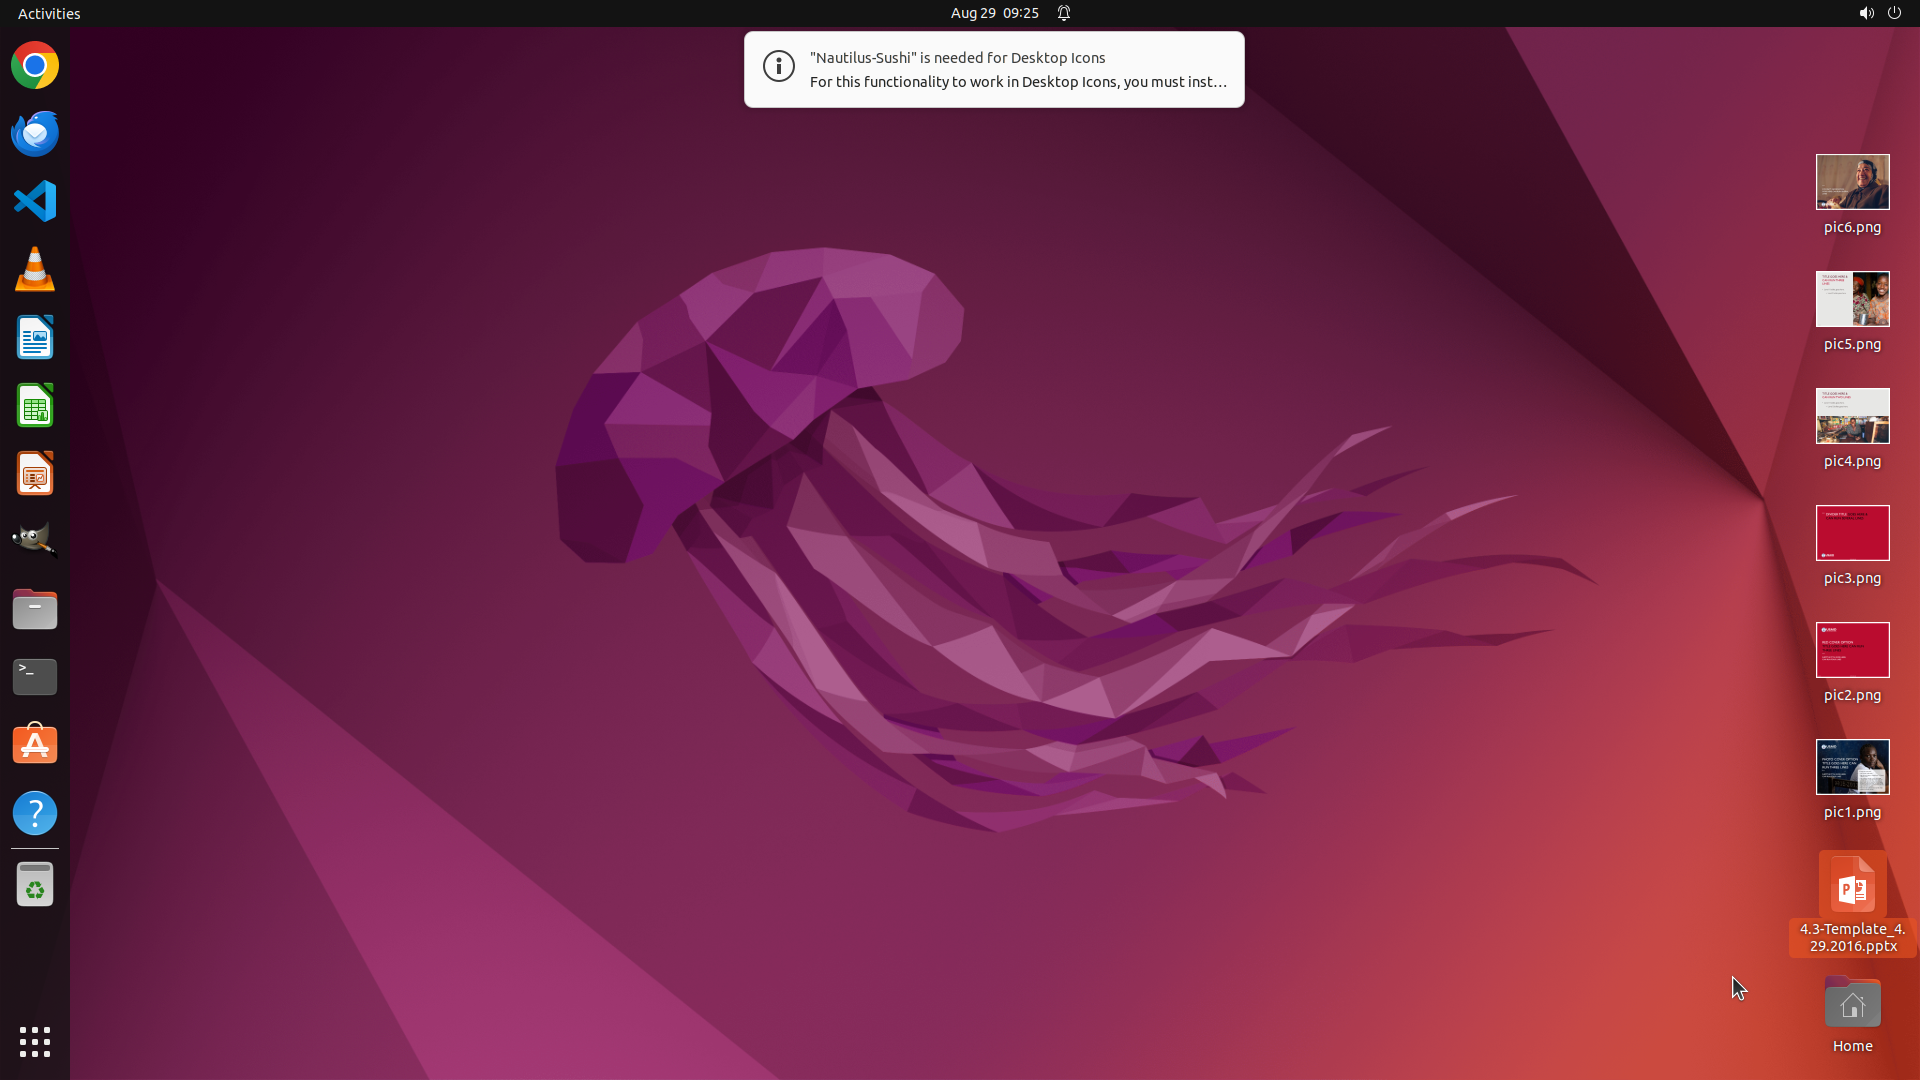 Activities
Aug 29 09:25
"Nautilus-Sushi" is needed for Desktop Icons
For this functionality to work in Desktop Icons, you must inst…
pic6.png
pic5.png
pic4.png
pic3.png
pic2.png
pic1.png
4.3-Template_4.
29.2016.pptx
Home